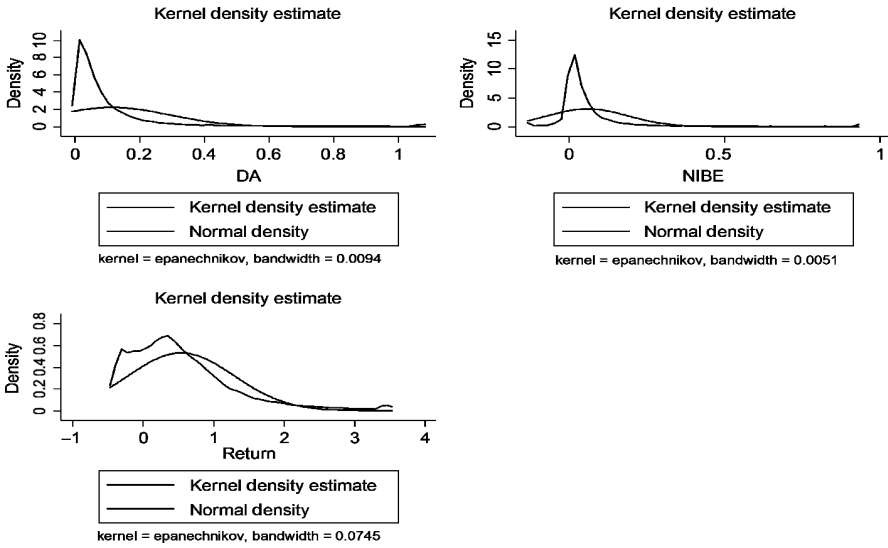 Kernel density estimate
Density
0 2 4 6 8 10
0 0.2 0.4 0.6 0.8 1
DA
Kernel density estimate
Normal density
kernel = epanechnikov, bandwidth = 0.0094
Kernel density estimate
Density
0 5 10 15
0 0.5 1
NIBE
Kernel density estimate
Normal density
kernel = epanechnikov, bandwidth = 0.0051
Kernel density estimate
Density
0 0.2 0.4 0.6 0.8
−1 0 1 2 3 4
Return
Kernel density estimate
Normal density
kernel = epanechnikov, bandwidth = 0.0745